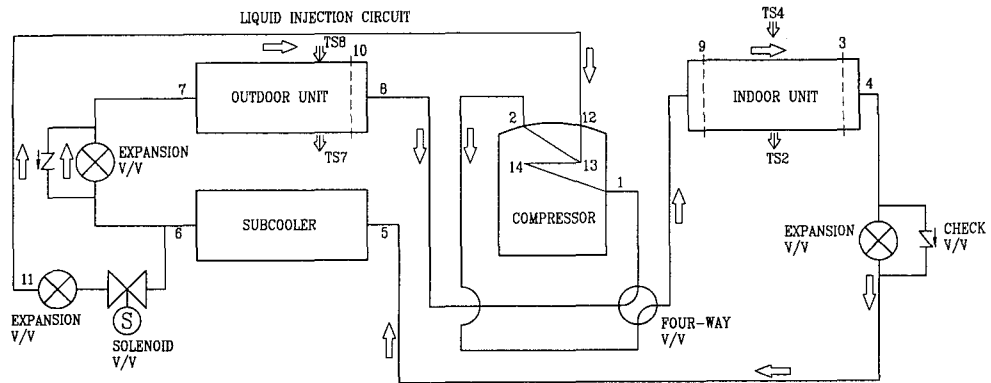 LIQUID INJECTION CIRCUIT
TS8
10
7
OUTDOOR UNIT
8
TS7
EXPANSION
V/V
6
SUBCOOLER
5
11
EXPANSION
V/V
S
SOLENOID
V/V
2
12
14
13
1
COMPRESSOR
FOUR-WAY
V/V
TS4
9
3
INDOOR UNIT
4
TS2
EXPANSION
V/V
CHECK
V/V